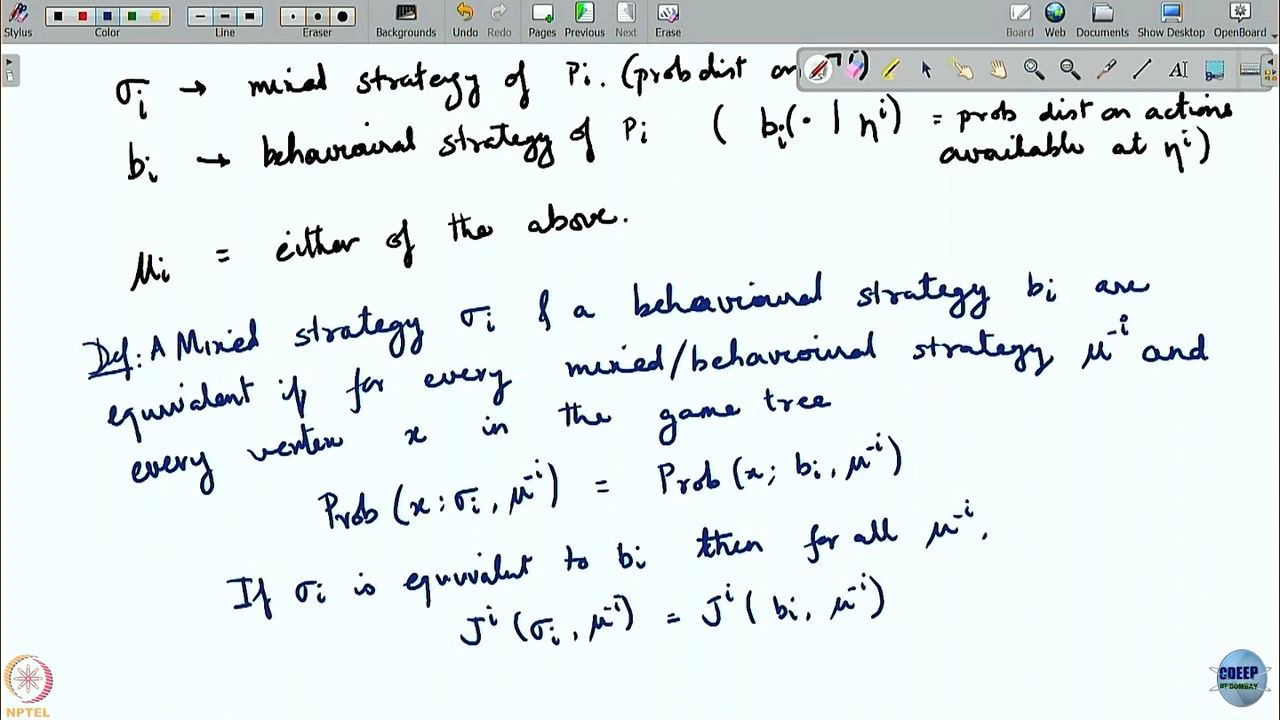 Stylus
Color
Line
Eraser
Backgrounds
Undo
Redo
Pages
Previous
Next
Erase
Board
Web
Documents
Show Desktop
OpenBoard
σi → mixed strategy of Pi. (prob dist on
bi → behavioural strategy of Pi ( bi(· | η^i) = prob dist on actions
available at η^i)
μi = either of the above.
Def: A Mixed strategy σi & a behavioural strategy bi are
equivalent if for every mixed/behavioural strategy μ^-i and
every vertex x in the game tree
Prob (x; σi, μ^-i) = Prob (x; bi, μ^-i)
If σi is equivalent to bi then for all μ^-i,
J^i (σi, μ^-i) = J^i ( bi, μ^-i)
NPTEL
CDEEP
IIT BOMBAY